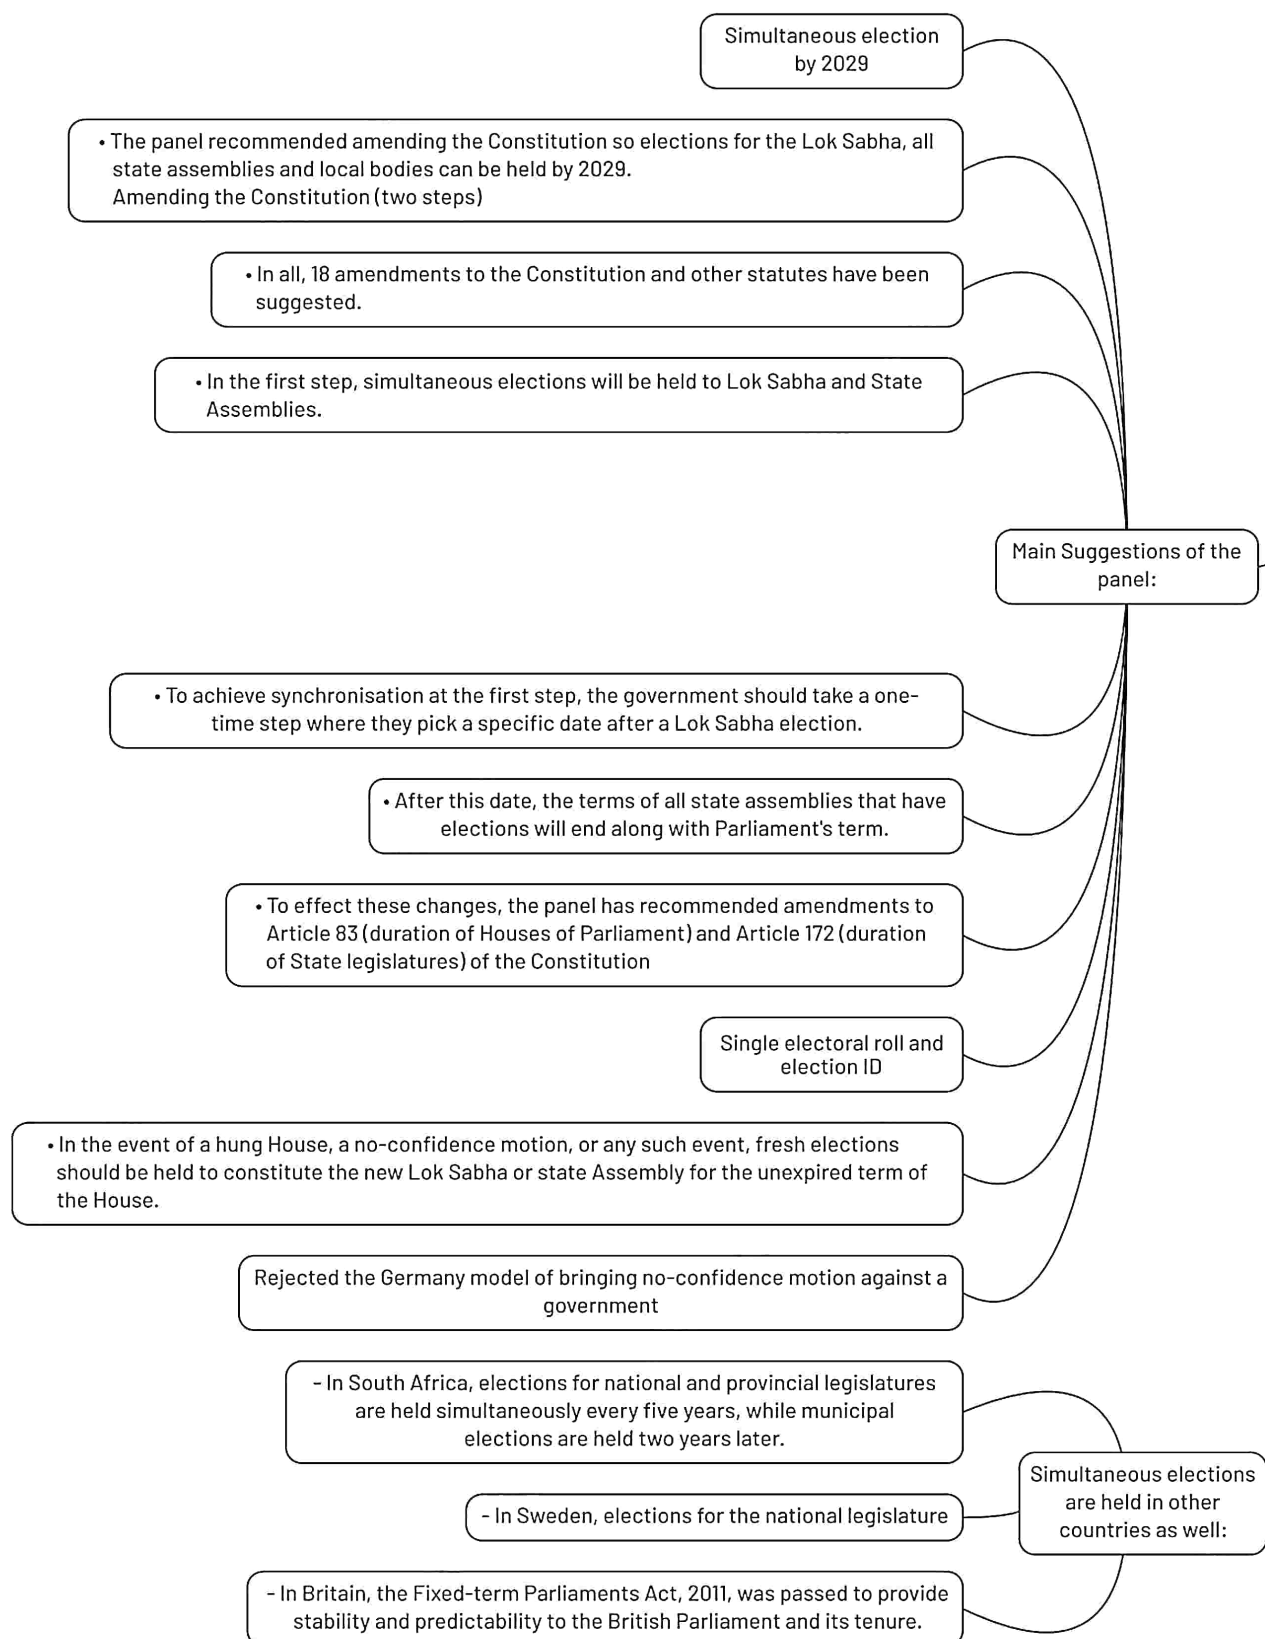 Simultaneous election
by 2029
• The panel recommended amending the Constitution so elections for the Lok Sabha, all
state assemblies and local bodies can be held by 2029.
Amending the Constitution (two steps)
• In all, 18 amendments to the Constitution and other statutes have been
suggested.
• In the first step, simultaneous elections will be held to Lok Sabha and State
Assemblies.
Main Suggestions of the
panel:
• To achieve synchronisation at the first step, the government should take a one-
time step where they pick a specific date after a Lok Sabha election.
• After this date, the terms of all state assemblies that have
elections will end along with Parliament's term.
• To effect these changes, the panel has recommended amendments to
Article 83 (duration of Houses of Parliament) and Article 172 (duration
of State legislatures) of the Constitution
Single electoral roll and
election ID
• In the event of a hung House, a no-confidence motion, or any such event, fresh elections
should be held to constitute the new Lok Sabha or state Assembly for the unexpired term of
the House.
Rejected the Germany model of bringing no-confidence motion against a
government
- In South Africa, elections for national and provincial legislatures
are held simultaneously every five years, while municipal
elections are held two years later.
Simultaneous elections
are held in other
countries as well:
- In Sweden, elections for the national legislature
- In Britain, the Fixed-term Parliaments Act, 2011, was passed to provide
stability and predictability to the British Parliament and its tenure.